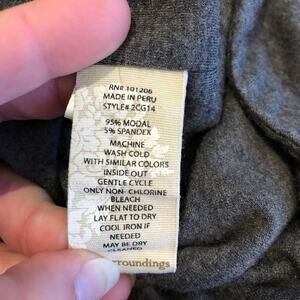 RN# 101206
MADE IN PERU
STYLE# 2CG14
95% MODAL
5% SPANDEX
MACHINE
WASH COLD
WITH SIMILAR COLORS
INSIDE OUT
GENTLE CYCLE
ONLY NON- CHLORINE
BLEACH
WHEN NEEDED
LAY FLAT TO DRY
COOL IRON IF
NEEDED
MAY BE DRY
CLEANED
rroundings